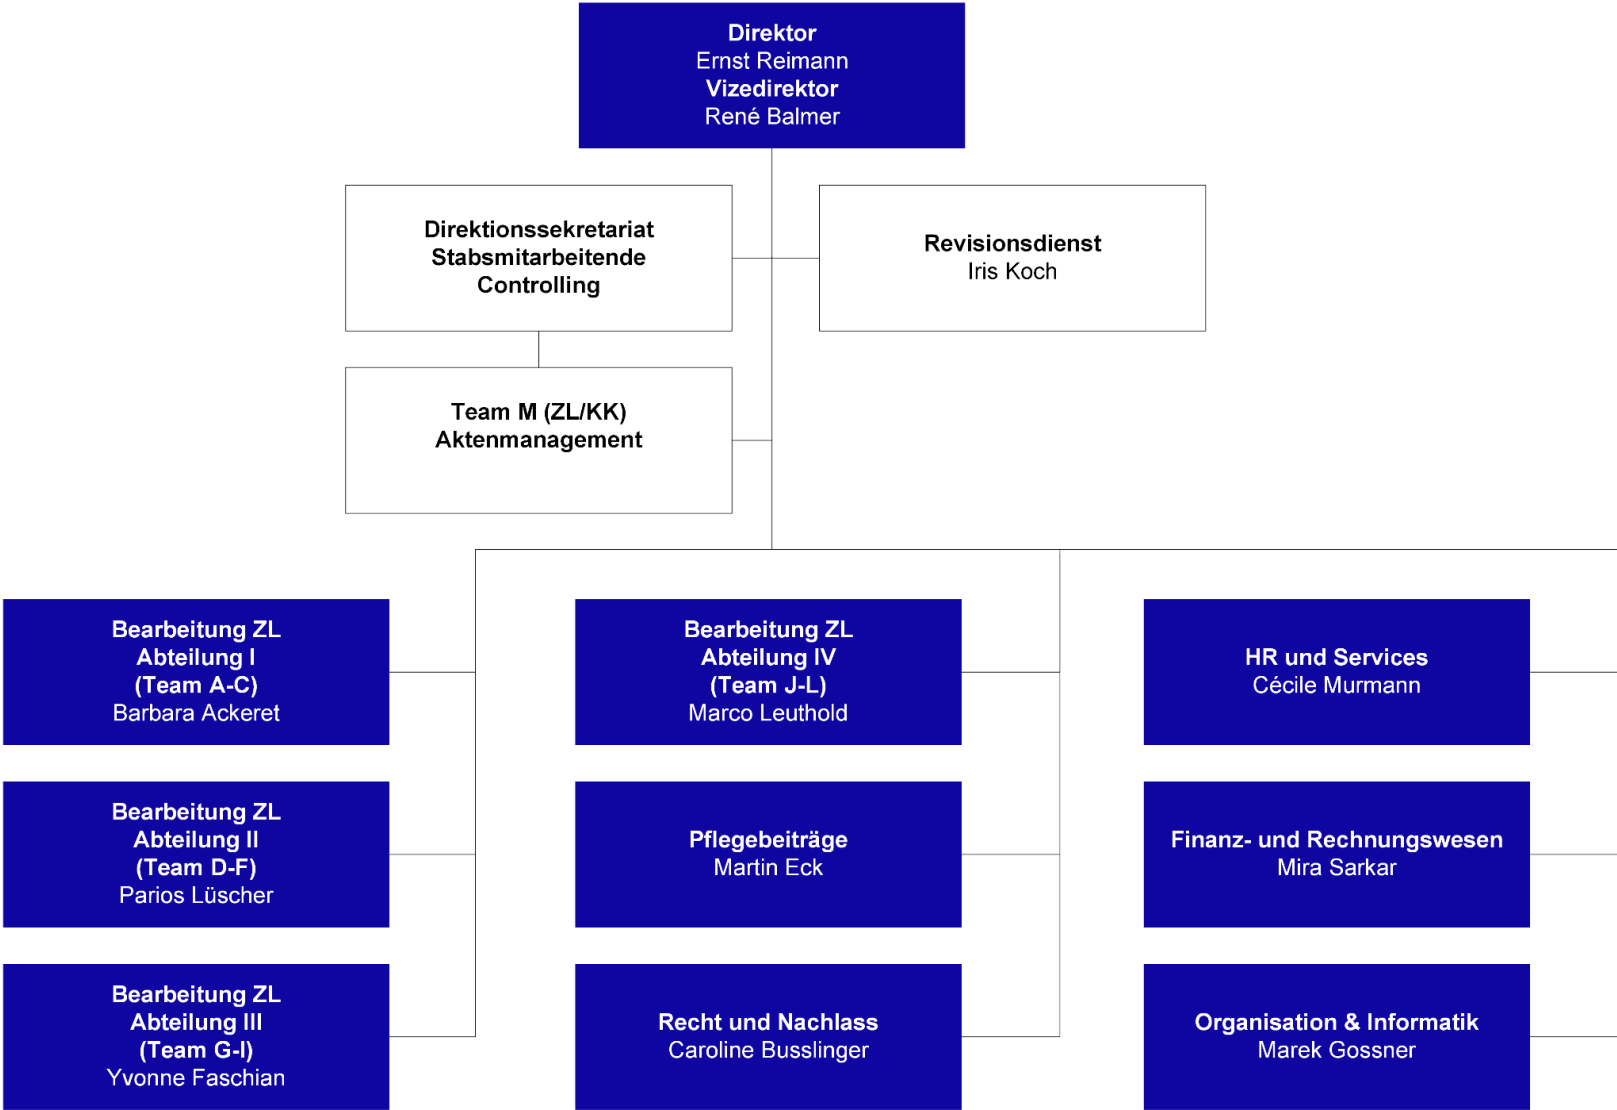 Direktor
Ernst Reimann
Vizedirektor
René Balmer
Direktionssekretariat
Stabsmitarbeitende
Controlling
Revisionsdienst
Iris Koch
Team M (ZL/KK)
Aktenmanagement
Bearbeitung ZL
Abteilung I
(Team A-C)
Barbara Ackeret
Bearbeitung ZL
Abteilung IV
(Team J-L)
Marco Leuthold
HR und Services
Cécile Murmann
Bearbeitung ZL
Abteilung II
(Team D-F)
Parios Lüscher
Pflegebeiträge
Martin Eck
Finanz- und Rechnungswesen
Mira Sarkar
Bearbeitung ZL
Abteilung III
(Team G-I)
Yvonne Faschian
Recht und Nachlass
Caroline Busslinger
Organisation & Informatik
Marek Gossner